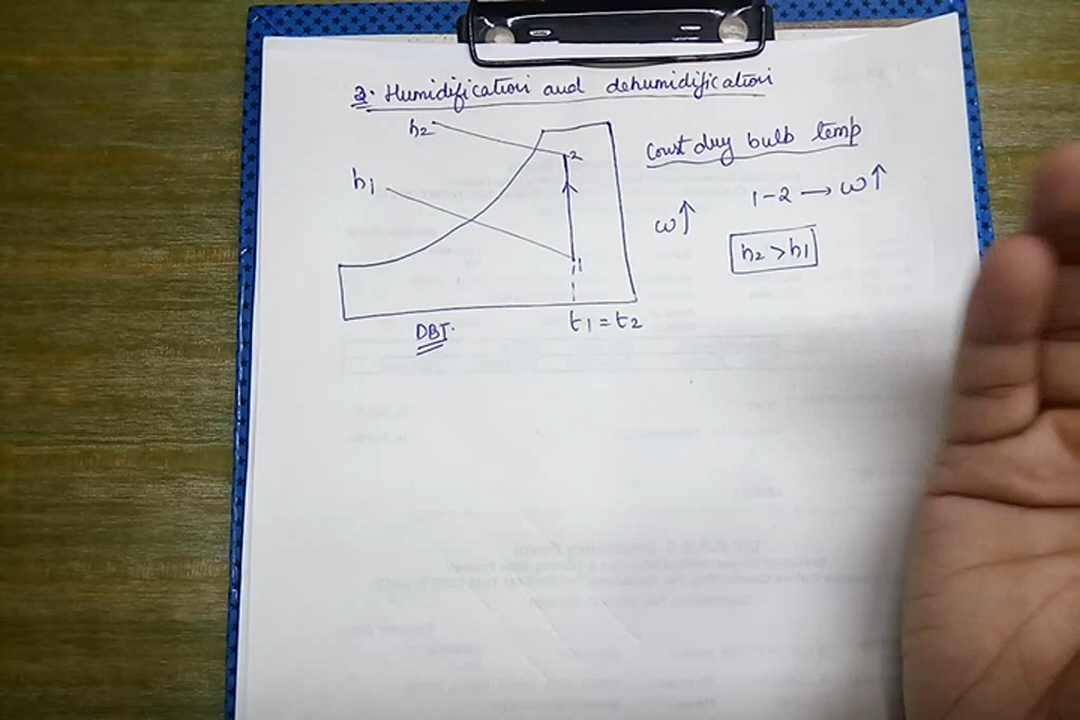 3. Humidification and dehumidification
h2
2
Const dry bulb temp
h1
1-2 → ω↑
ω↑
h2 > h1
1
t1 = t2
DBT.